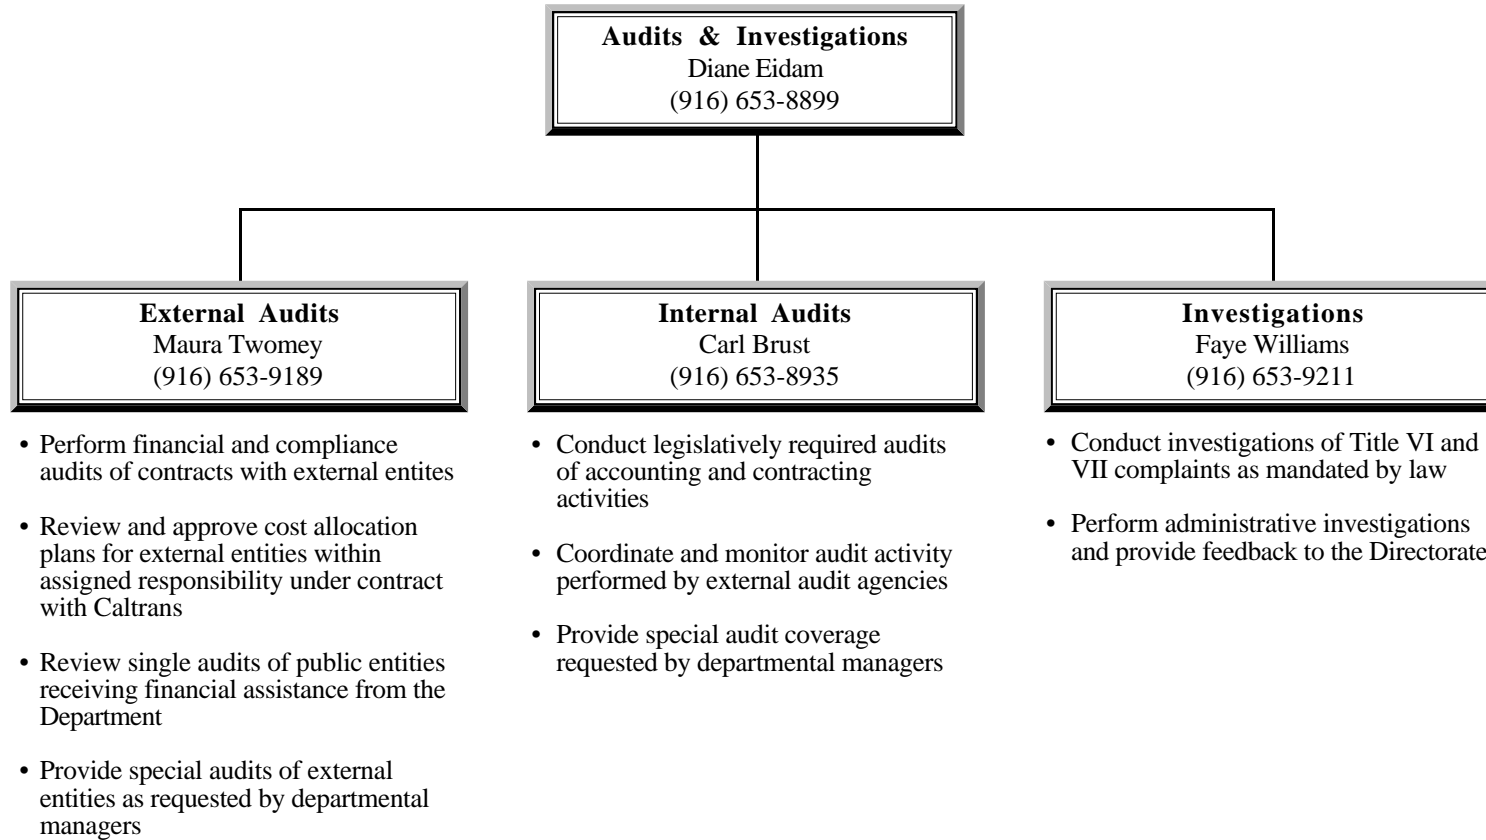 Audits & Investigations
Diane Eidam
(916) 653-8899
External Audits
Maura Twomey
(916) 653-9189
• Perform financial and compliance
audits of contracts with external entites
• Review and approve cost allocation
plans for external entities within
assigned responsibility under contract
with Caltrans
• Review single audits of public entities
receiving financial assistance from the
Department
• Provide special audits of external
entities as requested by departmental
managers
Internal Audits
Carl Brust
(916) 653-8935
• Conduct legislatively required audits
of accounting and contracting
activities
• Coordinate and monitor audit activity
performed by external audit agencies
• Provide special audit coverage
requested by departmental managers
Investigations
Faye Williams
(916) 653-9211
• Conduct investigations of Title VI and
VII complaints as mandated by law
• Perform administrative investigations
and provide feedback to the Directorate